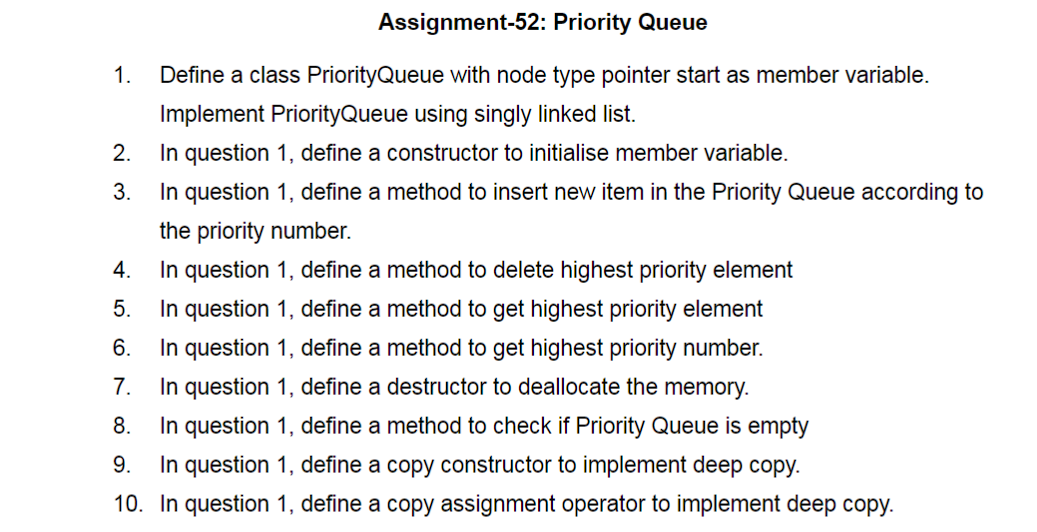 Assignment-52: Priority Queue
1. Define a class PriorityQueue with node type pointer start as member variable.
Implement PriorityQueue using singly linked list.
2. In question 1, define a constructor to initialise member variable.
3. In question 1, define a method to insert new item in the Priority Queue according to
the priority number.
4. In question 1, define a method to delete highest priority element
5. In question 1, define a method to get highest priority element
6. In question 1, define a method to get highest priority number.
7. In question 1, define a destructor to deallocate the memory.
8. In question 1, define a method to check if Priority Queue is empty
9. In question 1, define a copy constructor to implement deep copy.
10. In question 1, define a copy assignment operator to implement deep copy.